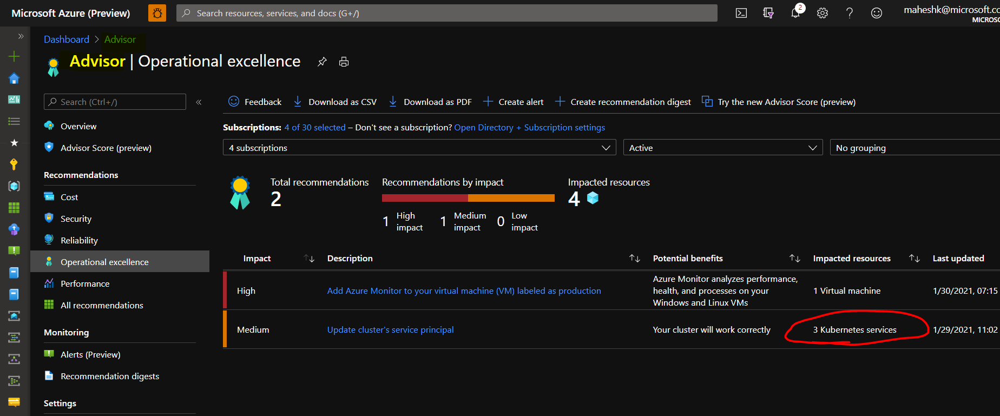 Microsoft Azure (Preview)
Search resources, services, and docs (G+/)
2
maheshk@microsoft.co
MICROSO
Dashboard > Advisor
Advisor | Operational excellence
Search (Ctrl+/)
Overview
Advisor Score (preview)
Recommendations
Cost
Security
Reliability
Operational excellence
Performance
All recommendations
Monitoring
Alerts (Preview)
Recommendation digests
Settings
Feedback
Download as CSV
Download as PDF
Create alert
Create recommendation digest
Try the new Advisor Score (preview)
Subscriptions: 4 of 30 selected – Don't see a subscription? Open Directory + Subscription settings
4 subscriptions
Active
No grouping
Total recommendations
2
Recommendations by impact
1 High impact
1 Medium impact
0 Low impact
Impacted resources
4
Impact
Description
Potential benefits
Impacted resources
Last updated
High
Add Azure Monitor to your virtual machine (VM) labeled as production
Azure Monitor analyzes performance,
health, and processes on your
Windows and Linux VMs
1 Virtual machine
1/30/2021, 07:15
Medium
Update cluster's service principal
Your cluster will work correctly
3 Kubernetes services
1/29/2021, 11:02